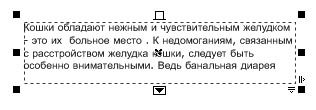 Кошки обладают нежным и чувствительным желудком
- это их больное место . К недомоганиям, связанным
с расстройством желудка кошки, следует быть
особенно внимательными. Ведь банальная диарея